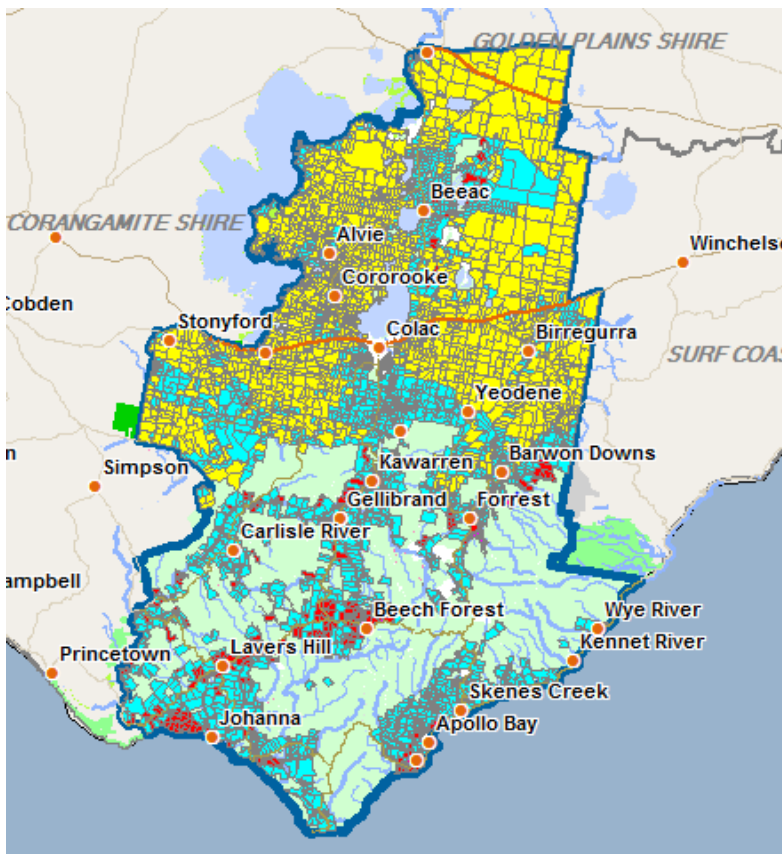 GOLDEN PLAINS SHIRE
Beeac
CORANGAMITE SHIRE
Alvie
Winchelse
Cororooke
Cobden
Stonyford
Colac
Birregurra
SURF COAS
Yeodene
Barwon Downs
Simpson
Kawarren
Gellibrand
Forrest
n
Carlisle River
ampbell
Beech Forest
Wye River
Lavers Hill
Kennet River
Princetown
Skenes Creek
Johanna
Apollo Bay